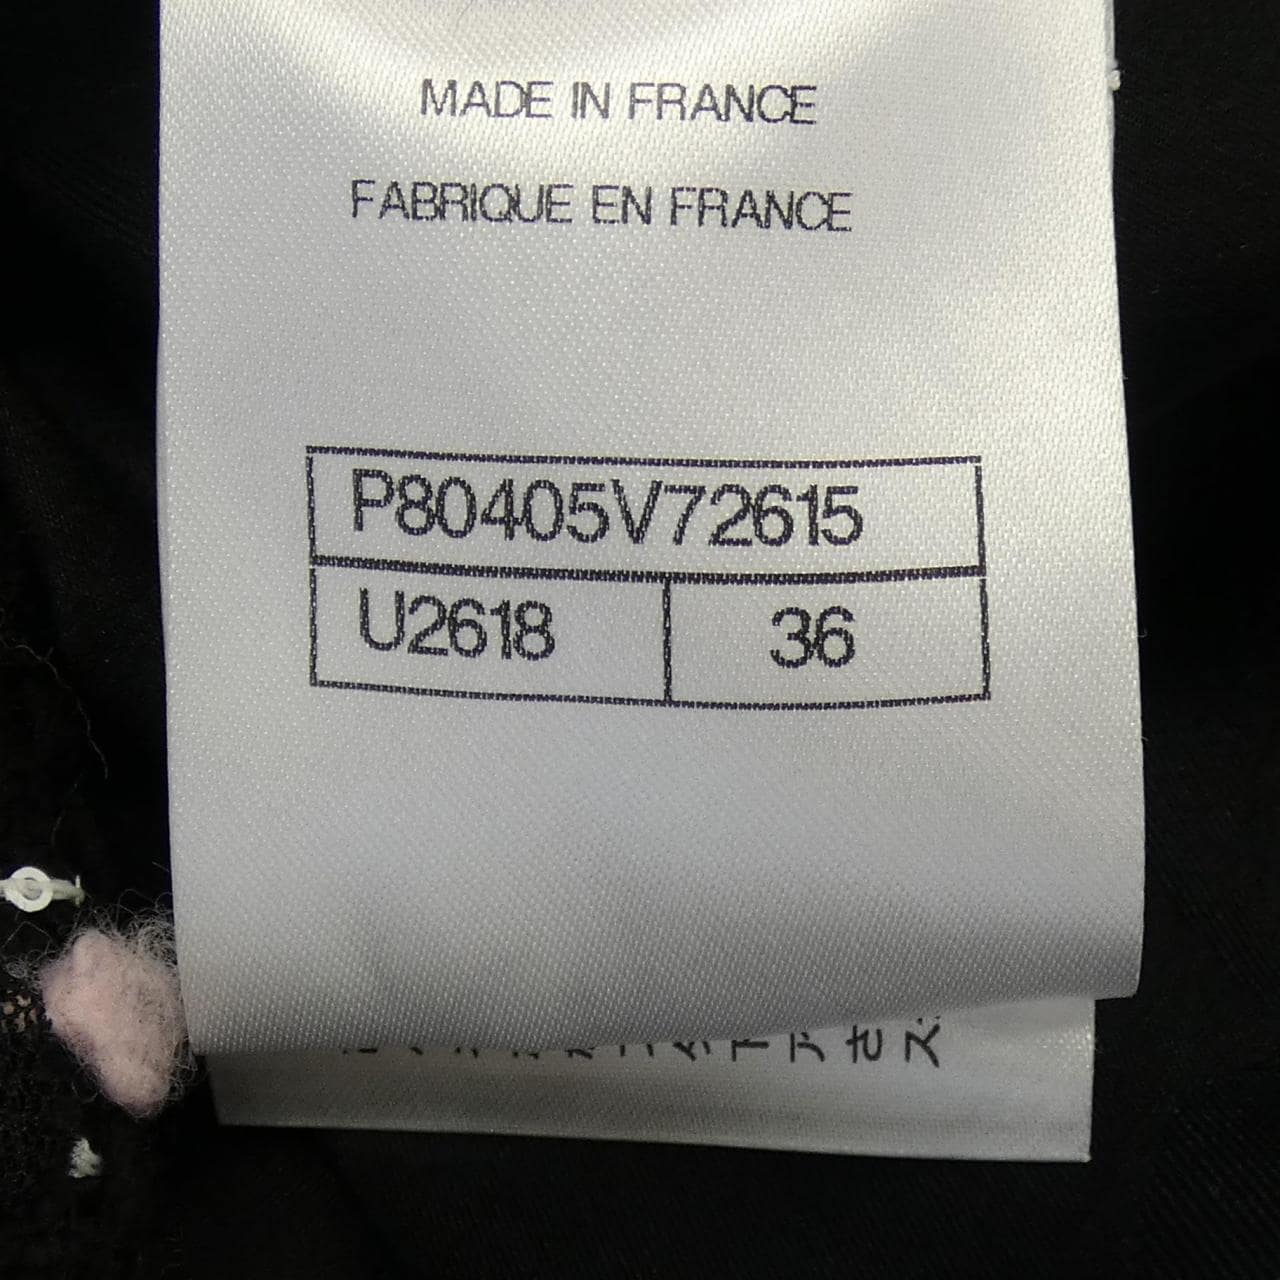 MADE IN FRANCE
FABRIQUE EN FRANCE
P80405V72615
U2618 36